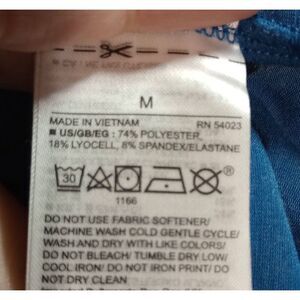 M
MADE IN VIETNAM RN 54023
US/GB/EG: 74% POLYESTER,
18% LYOCELL, 8% SPANDEX/ELASTANE
30
1166
DO NOT USE FABRIC SOFTENER/
MACHINE WASH COLD GENTLE CYCLE/
WASH AND DRY WITH LIKE COLORS/
DO NOT BLEACH/ TUMBLE DRY LOW/
COOL IRON/ DO NOT IRON PRINT/
DO NOT DRY CLEAN